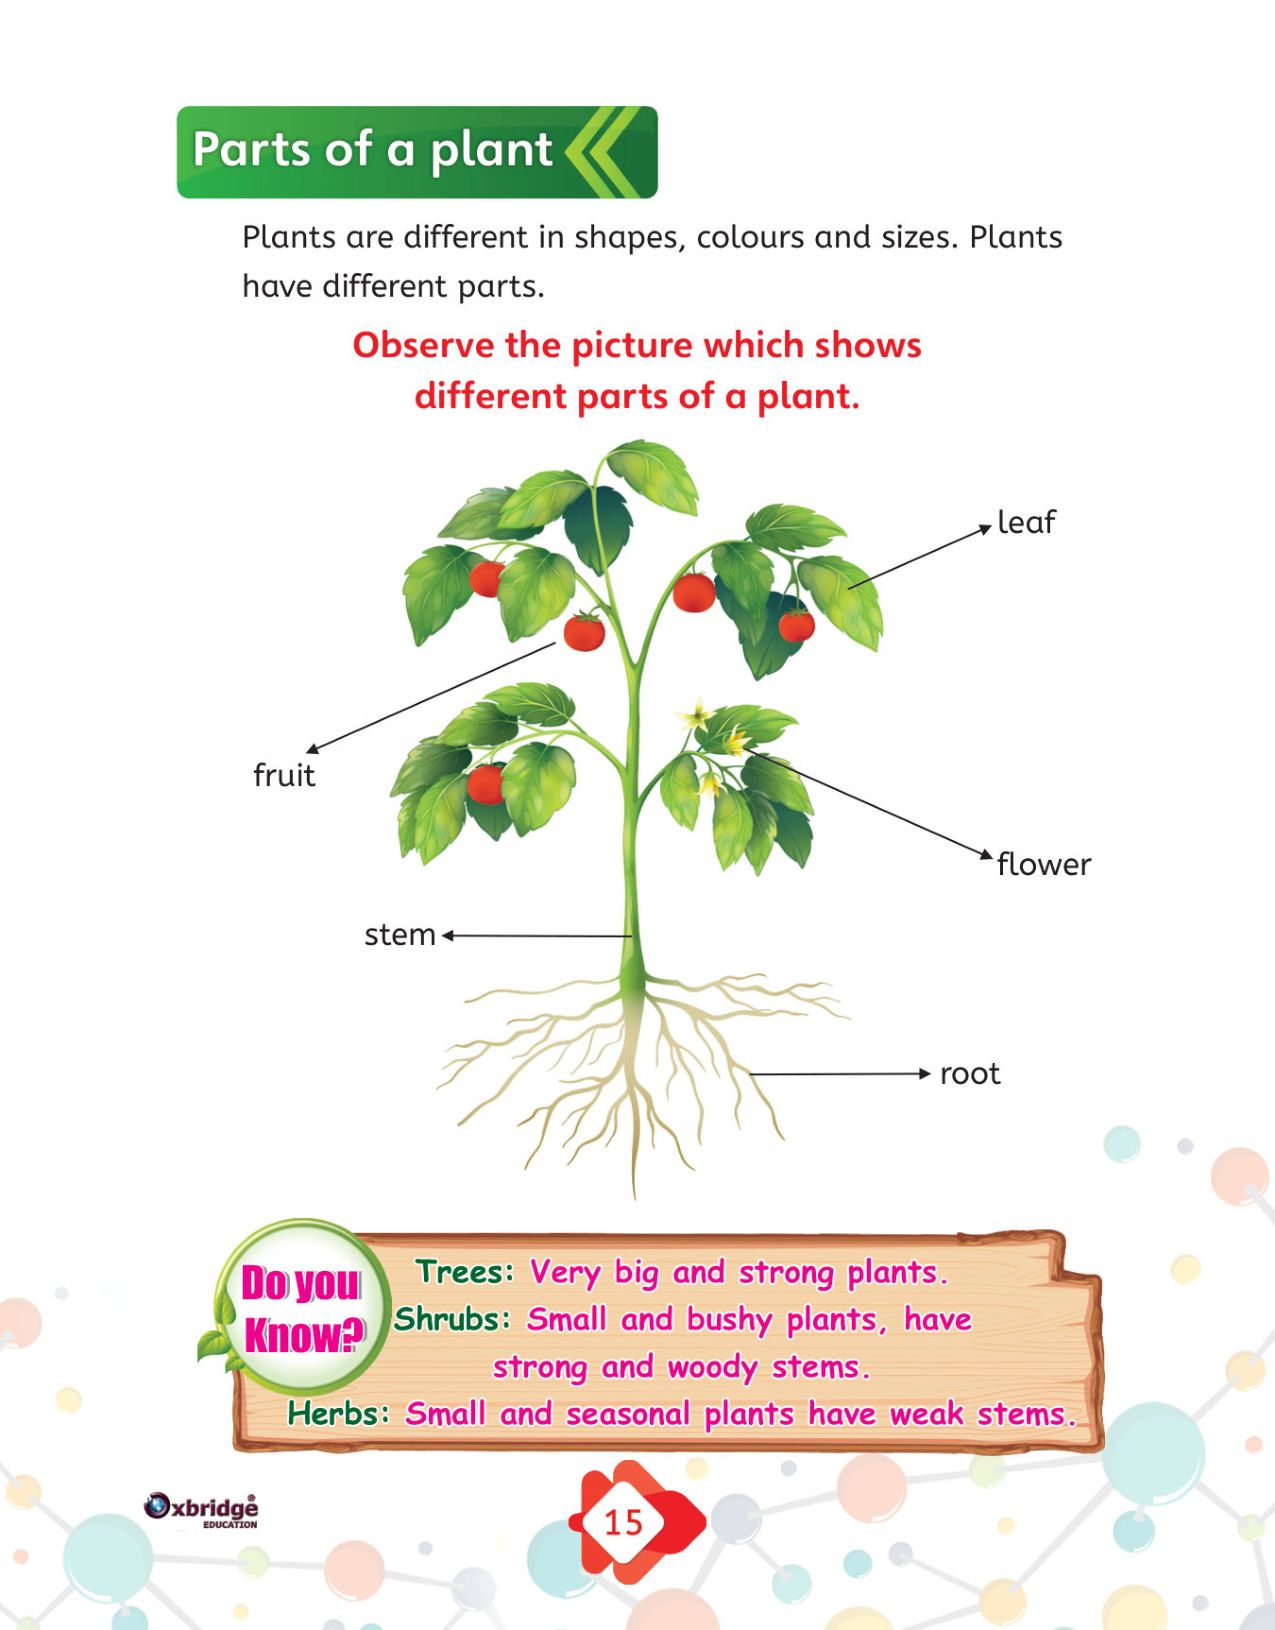 Parts of a plant
Plants are different in shapes, colours and sizes. Plants
have different parts.
Observe the picture which shows
different parts of a plant.
leaf
fruit
flower
stem
root
Do you
Know?
Trees: Very big and strong plants.
Shrubs: Small and bushy plants, have
strong and woody stems.
Herbs: Small and seasonal plants have weak stems.
Oxbridge®
EDUCATION
15